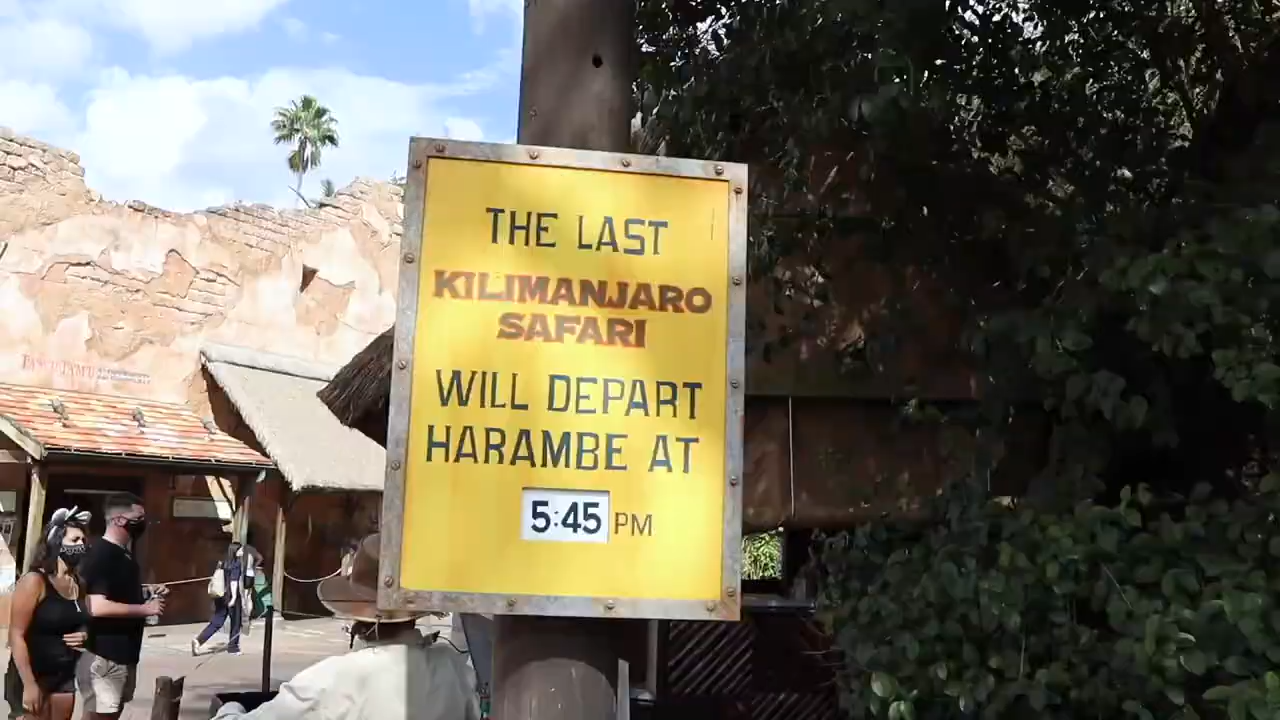 THE LAST
KILIMANJARO
SAFARI
WILL DEPART
HARAMBE AT
5:45 PM